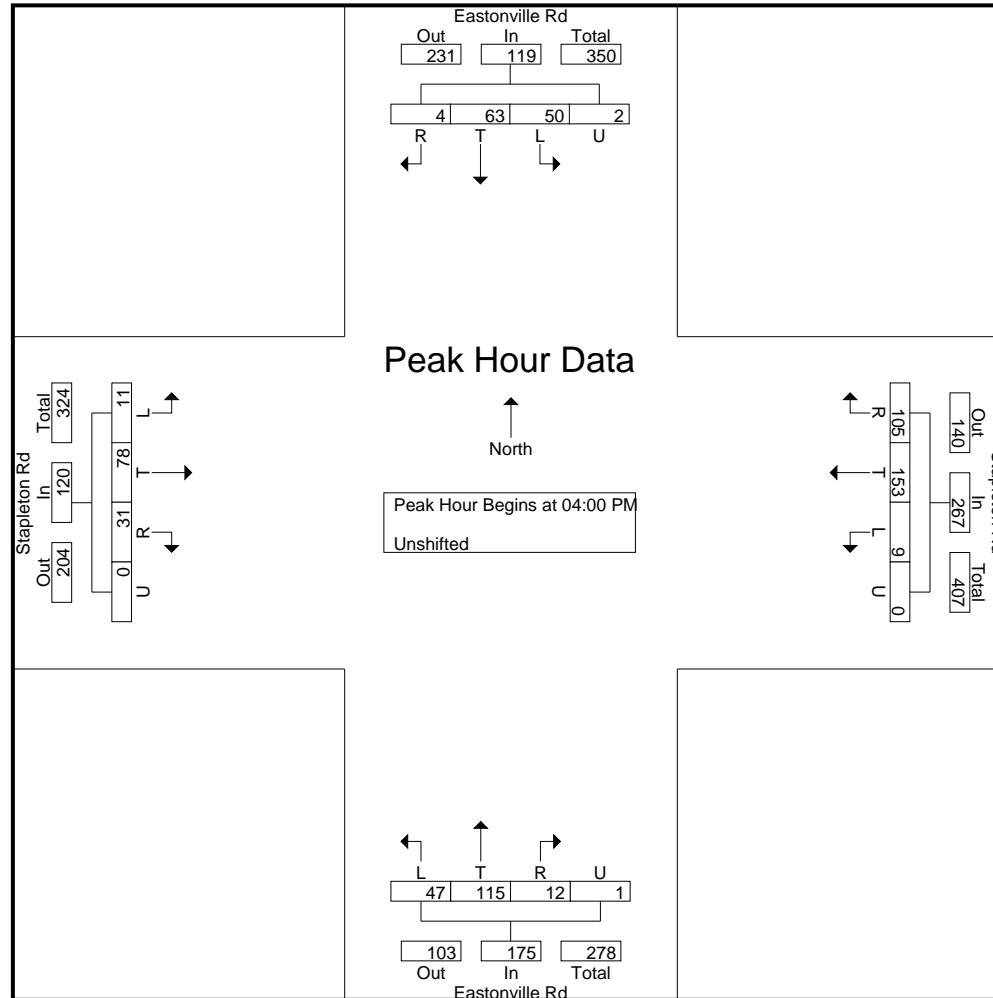 Eastonville Rd
Out In Total
231 119 350
4 63 50 2
R T L U
Peak Hour Data
North
Peak Hour Begins at 04:00 PM
Unshifted
Stapleton Rd
Out In Total
204 120 324
11 78 31 0
L T R U
Out In Total
140 267 407
105 153 9 0
R T L U
L T R U
47 115 12 1
103 175 278
Out In Total
Eastonville Rd